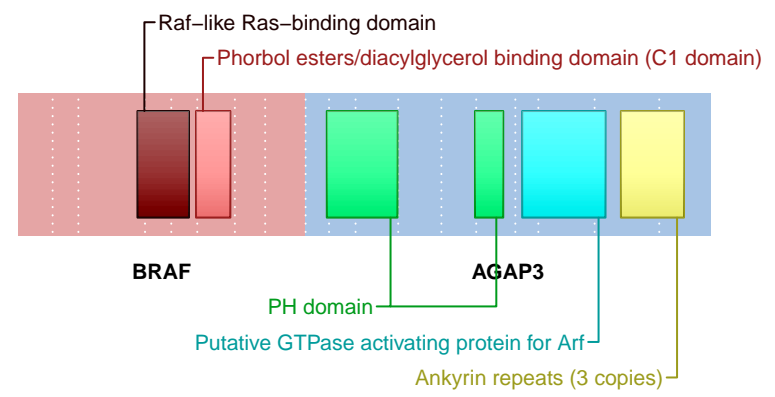 Raf−like Ras−binding domain
Phorbol esters/diacylglycerol binding domain (C1 domain)
BRAF AGAP3
PH domain
Putative GTPase activating protein for Arf
Ankyrin repeats (3 copies)